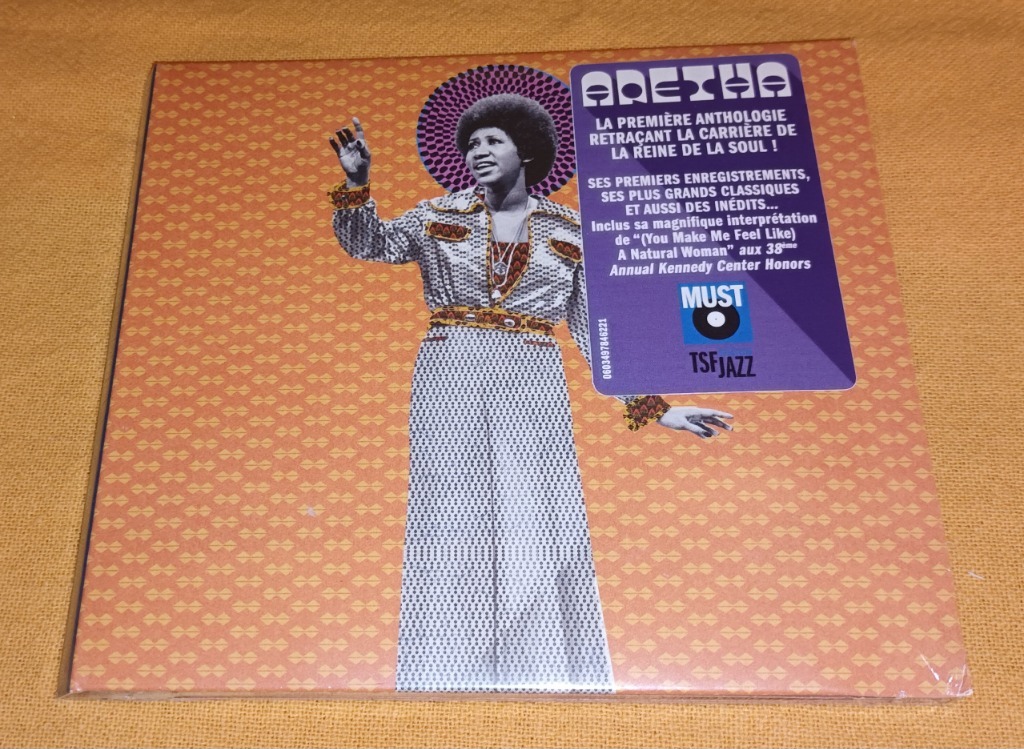 ARETHA
LA PREMIÈRE ANTHOLOGIE
RETRAÇANT LA CARRIÈRE DE
LA REINE DE LA SOUL !
SES PREMIERS ENREGISTREMENTS,
SES PLUS GRANDS CLASSIQUES
ET AUSSI DES INÉDITS...
Inclus sa magnifique interprétation
de “(You Make Me Feel Like)
A Natural Woman” aux 38ème
Annual Kennedy Center Honors
MUST
TSFJAZZ
0603497846221